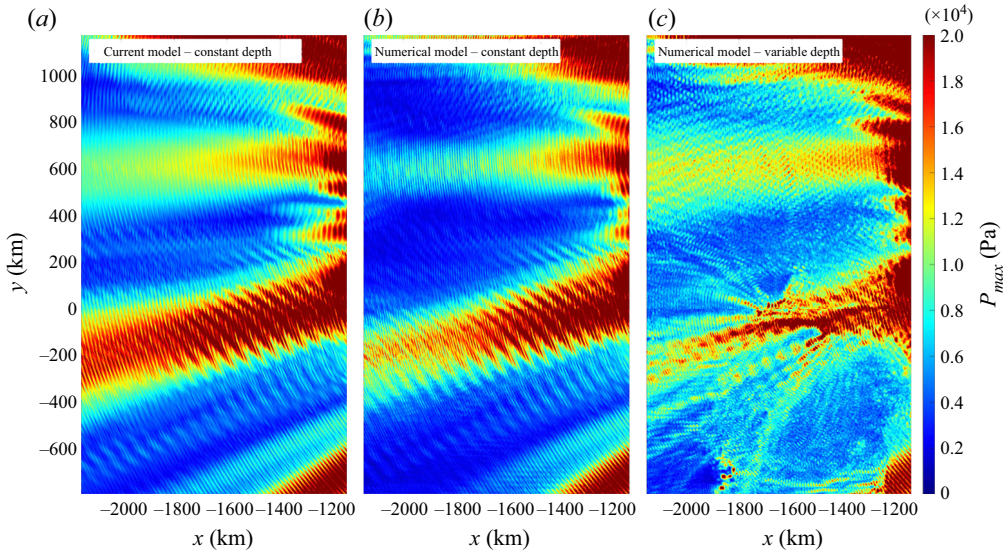 (a) (b) (c) (×10⁴)
Current model – constant depth Numerical model – constant depth Numerical model – variable depth 2.0
1000 1.8
800 1.6
600 1.4
400 1.2
y (km) 200 1.0 P_max (Pa)
0 0.8
–200 0.6
–400 0.4
–600 0.2
0
–2000 –1800 –1600 –1400 –1200 –2000 –1800 –1600 –1400 –1200 –2000 –1800 –1600 –1400 –1200
x (km) x (km) x (km)